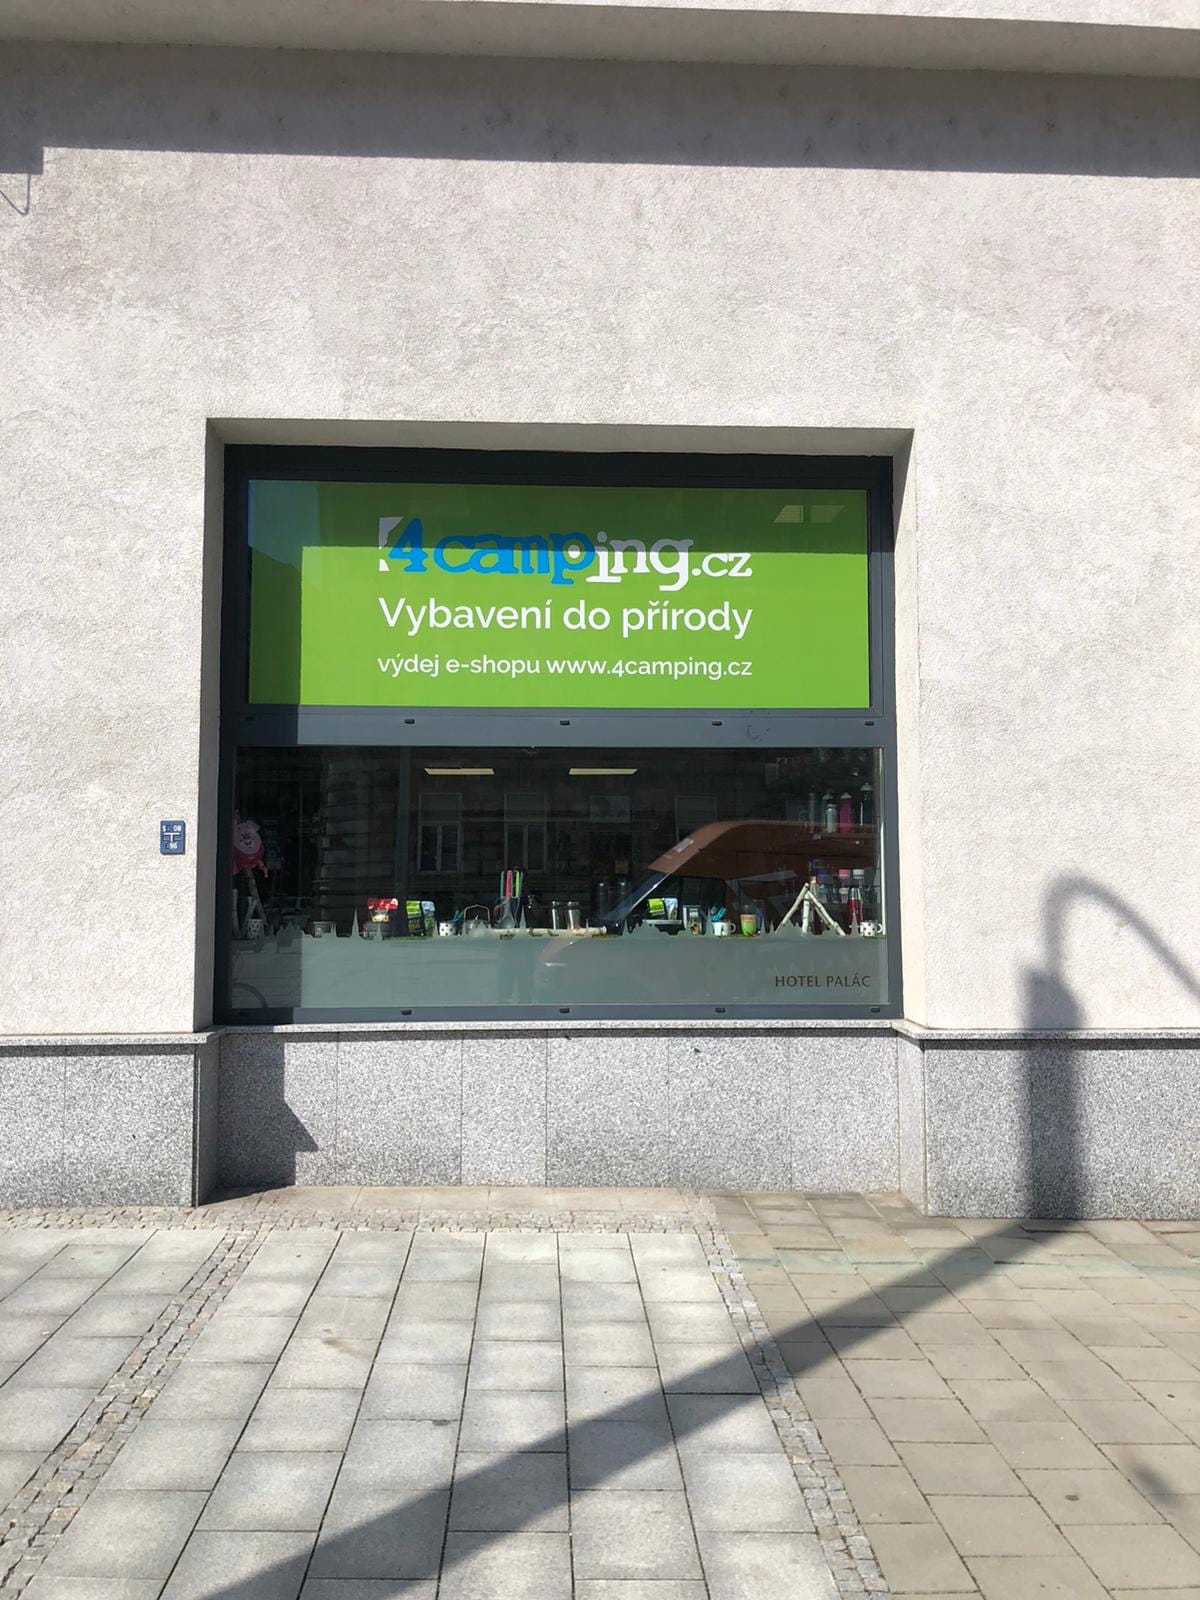 4camping.cz
Vybavení do přírody
výdej e-shopu www.4camping.cz
HOTEL PALÁC